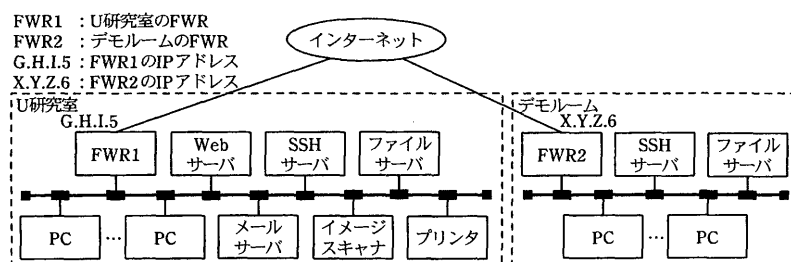 FWR1 :U研究室のFWR
FWR2 :デモルームのFWR
G.H.I.5 :FWR1のIPアドレス
X.Y.Z.6 :FWR2のIPアドレス
インターネット
U研究室
G.H.I.5
FWR1
Web
サーバ
SSH
サーバ
ファイル
サーバ
PC
…
PC
メール
サーバ
イメージ
スキャナ
プリンタ
デモルーム
X.Y.Z.6
FWR2
SSH
サーバ
ファイル
サーバ
PC
…
PC